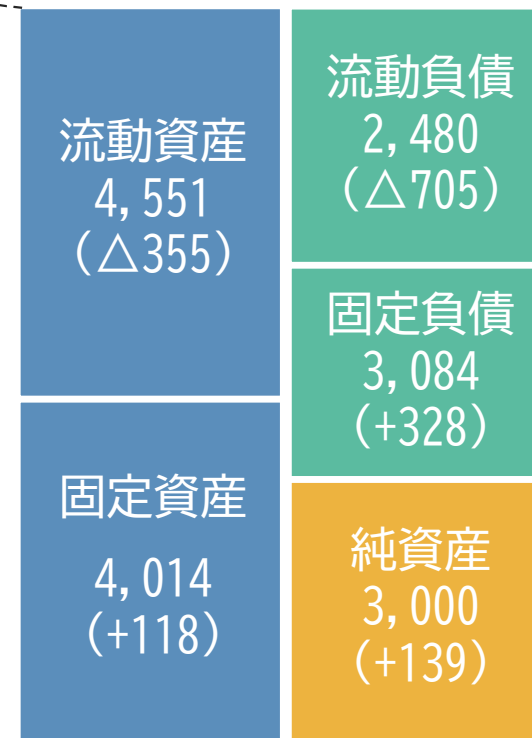 流動資産
4,551
(△355)
固定資産
4,014
(+118)
流動負債
2,480
(△705)
固定負債
3,084
(+328)
純資産
3,000
(+139)